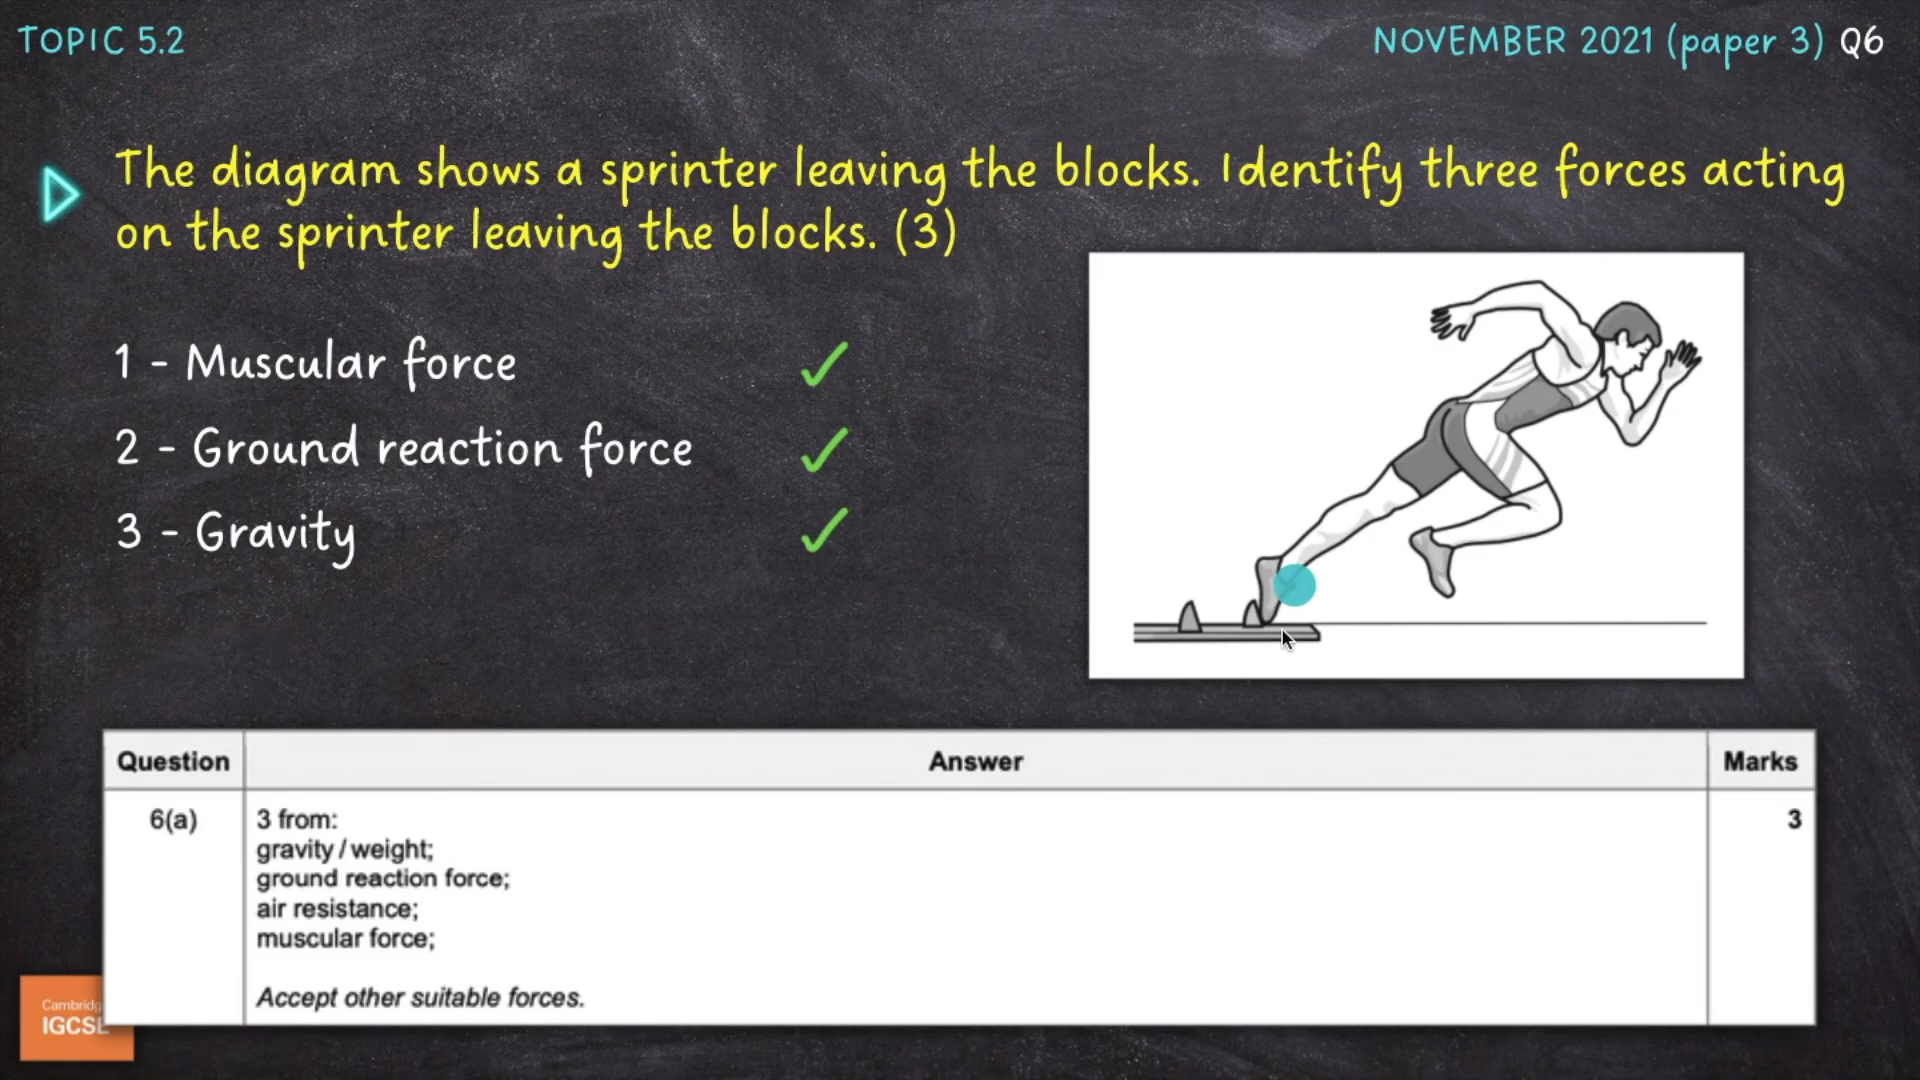 TOPIC 5.2
NOVEMBER 2021 (paper 3) Q6
The diagram shows a sprinter leaving the blocks. Identify three forces acting
on the sprinter leaving the blocks. (3)
1 - Muscular force
2 - Ground reaction force
3 - Gravity
Question Answer Marks
6(a) 3 from: 3
gravity / weight;
ground reaction force;
air resistance;
muscular force;
Accept other suitable forces.
Cambridg
IGCSE